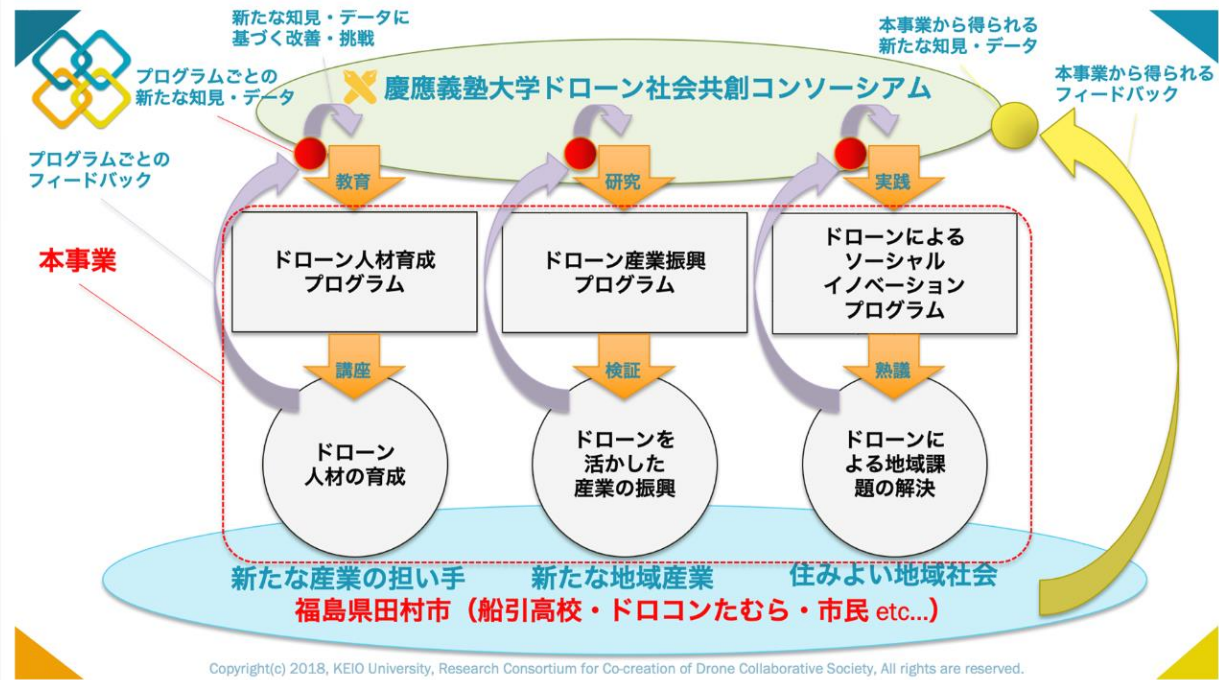 新たな知見・データに
基づく改善・挑戦
本事業から得られる
新たな知見・データ
プログラムごとの
新たな知見・データ
慶應義塾大学ドローン社会共創コンソーシアム
本事業から得られる
フィードバック
プログラムごとの
フィードバック
教育
研究
実践
本事業
ドローン人材育成
プログラム
ドローン産業振興
プログラム
ドローンによる
ソーシャル
イノベーション
プログラム
講座
検証
熟議
ドローン
人材の育成
ドローンを
活かした
産業の振興
ドローンに
よる地域課
題の解決
新たな産業の担い手
新たな地域産業
住みよい地域社会
福島県田村市（船引高校・ドロコンたむら・市民 etc...）
Copyright(c) 2018, KEIO University, Research Consortium for Co-creation of Drone Collaborative Society, All rights are reserved.